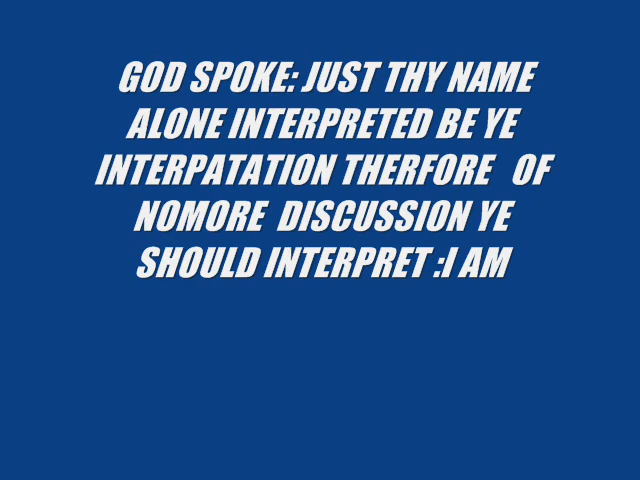 GOD SPOKE: JUST THY NAME
ALONE INTERPRETED BE YE
INTERPATATION THERFORE OF
NOMORE DISCUSSION YE
SHOULD INTERPRET :I AM